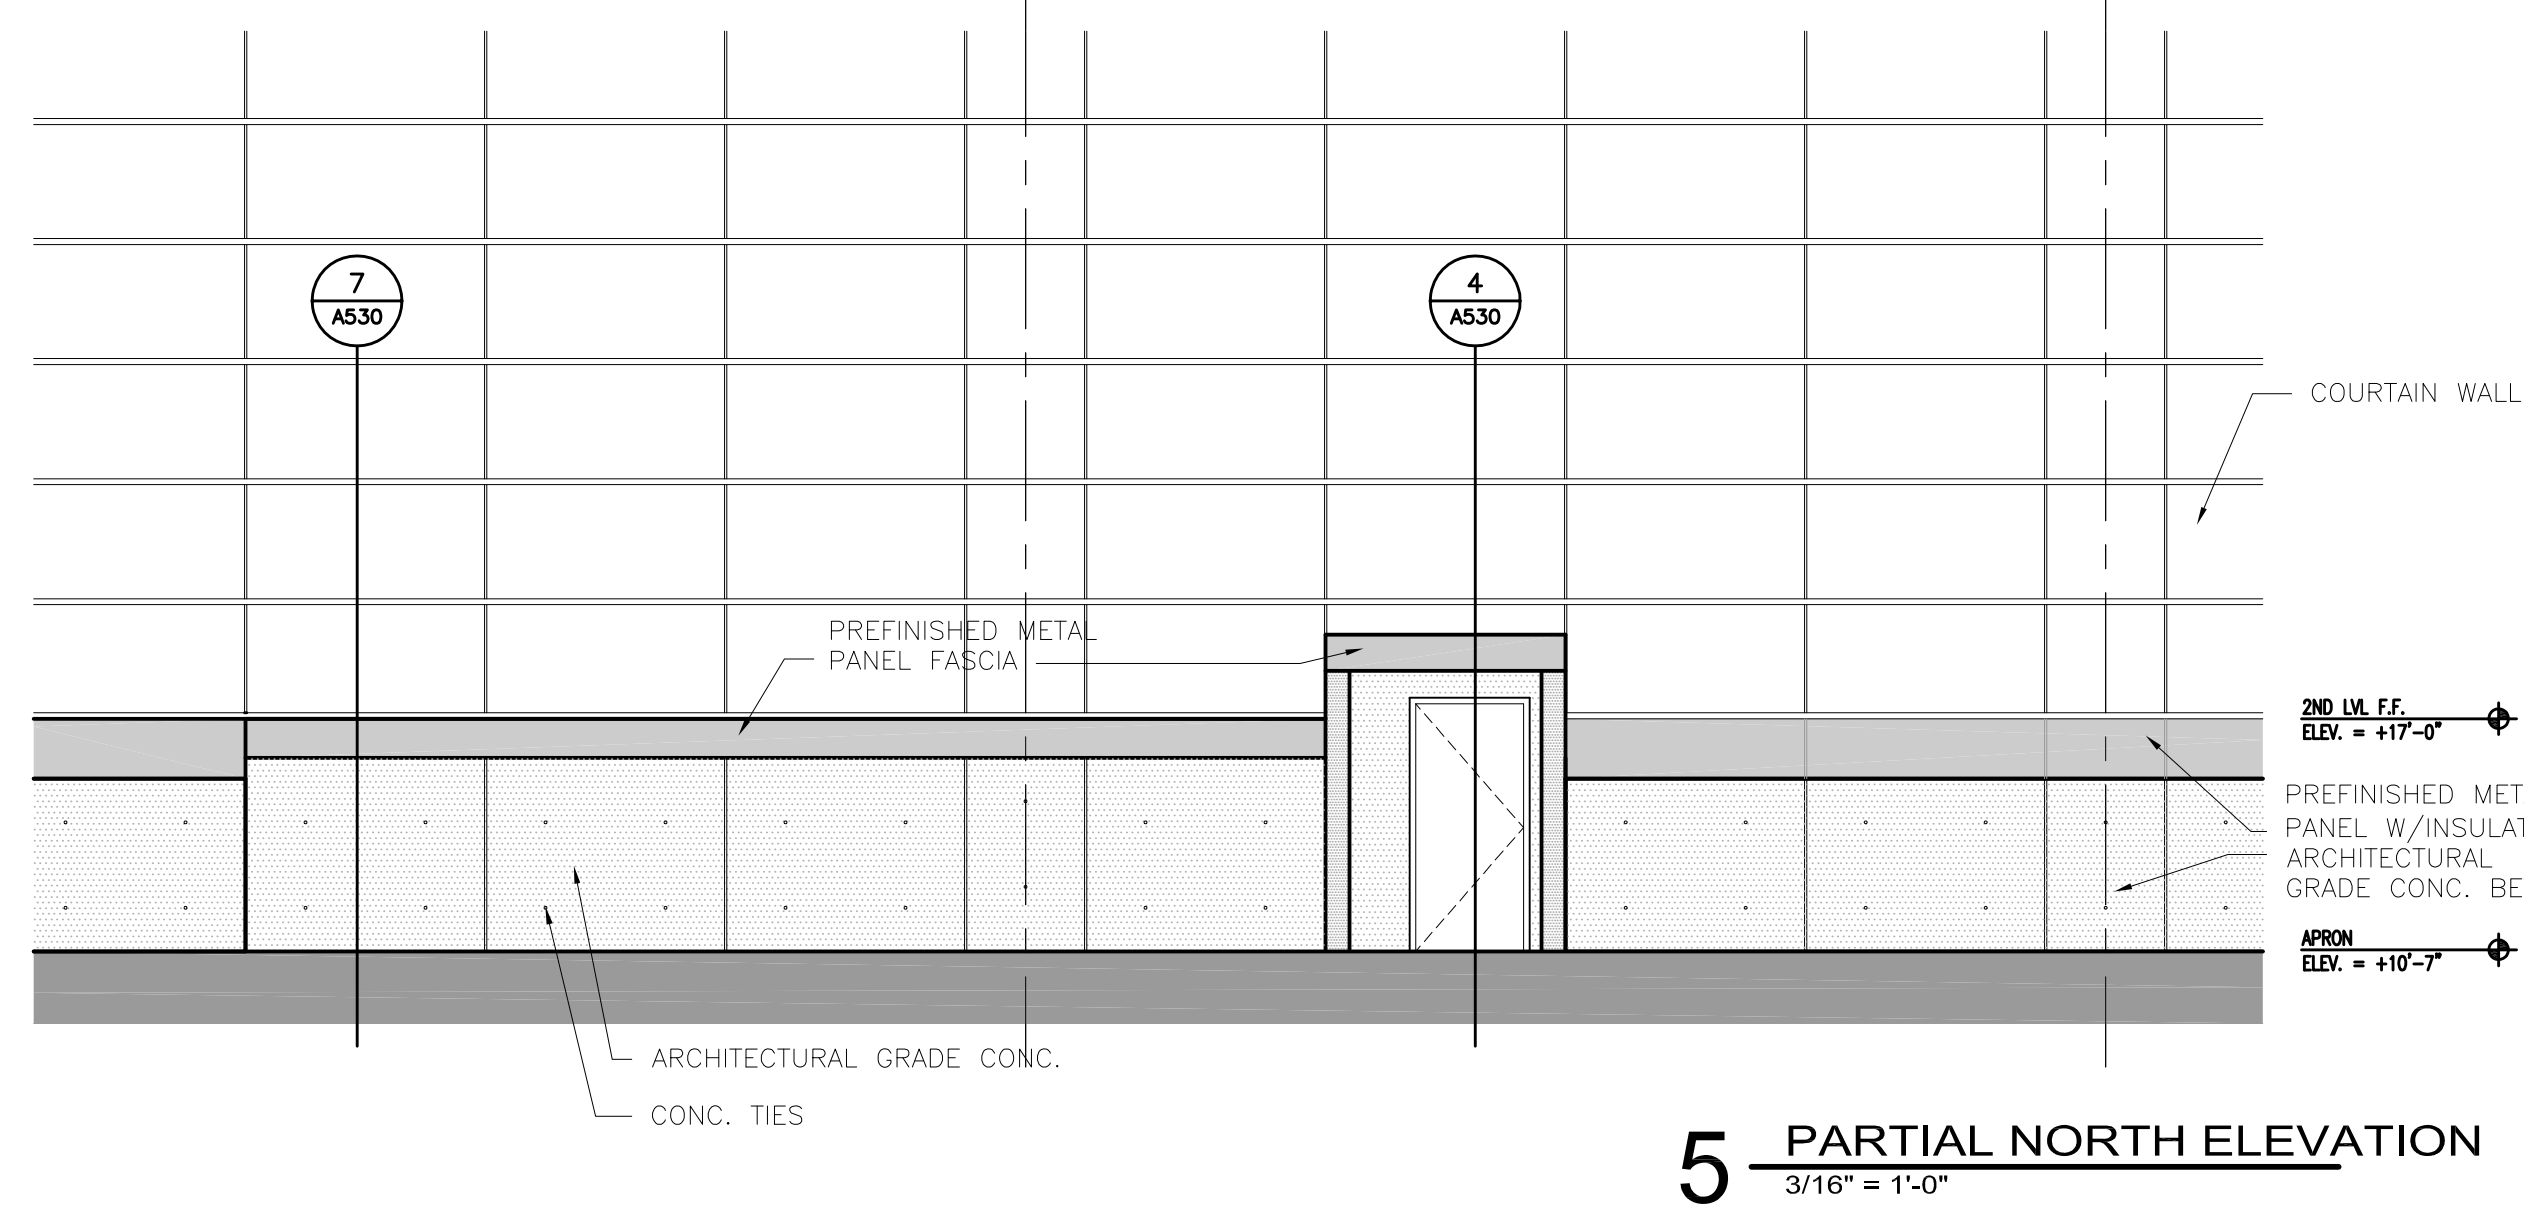 7
A530
4
A530
COURTAIN WALL
PREFINISHED METAL
PANEL FASCIA
2ND LVL F.F.
ELEV. = +17'-0"
PREFINISHED MET
PANEL W/INSULAT
ARCHITECTURAL
GRADE CONC. BE
APRON
ELEV. = +10'-7"
ARCHITECTURAL GRADE CONC.
CONC. TIES
5 PARTIAL NORTH ELEVATION
3/16" = 1'-0"